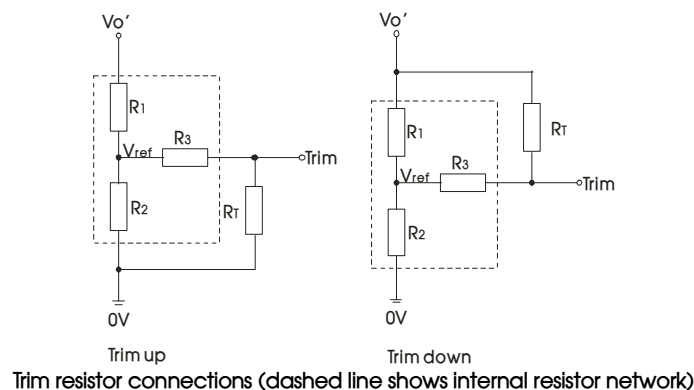 Vo'
R1
Vref
R3
Trim
R2
RT
0V
Trim up
Vo'
R1
RT
Vref
R3
Trim
R2
0V
Trim down
Trim resistor connections (dashed line shows internal resistor network)